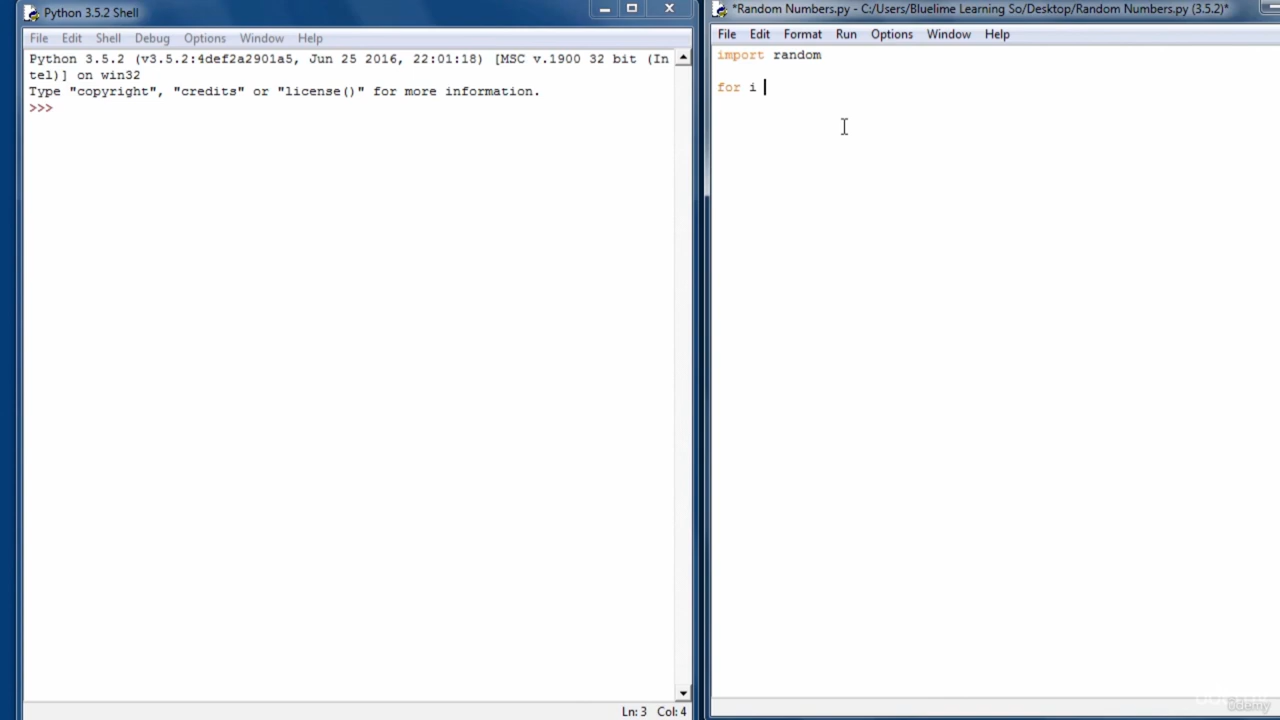 Python 3.5.2 Shell
File Edit Shell Debug Options Window Help
Python 3.5.2 (v3.5.2:4def2a2901a5, Jun 25 2016, 22:01:18) [MSC v.1900 32 bit (In
tel)] on win32
Type "copyright", "credits" or "license()" for more information.
>>>
Ln: 3 Col: 4
*Random Numbers.py - C:/Users/Bluelime Learning So/Desktop/Random Numbers.py (3.5.2)*
File Edit Format Run Options Window Help
import random
for i
udemy